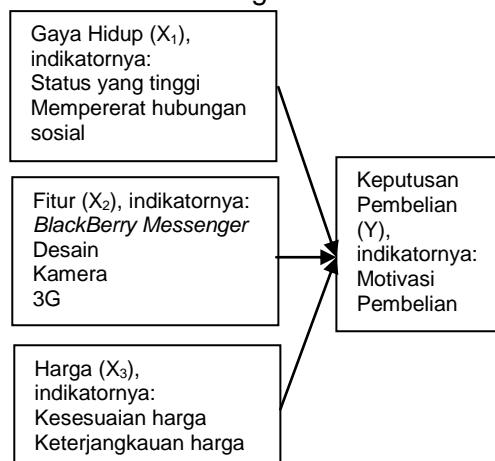 Gaya Hidup (X₁),
indikatornya:
Status yang tinggi
Mempererat hubungan
sosial
Fitur (X₂), indikatornya:
BlackBerry Messenger
Desain
Kamera
3G
Harga (X₃),
indikatornya:
Kesesuaian harga
Keterjangkauan harga
Keputusan
Pembelian
(Y),
indikatornya:
Motivasi
Pembelian